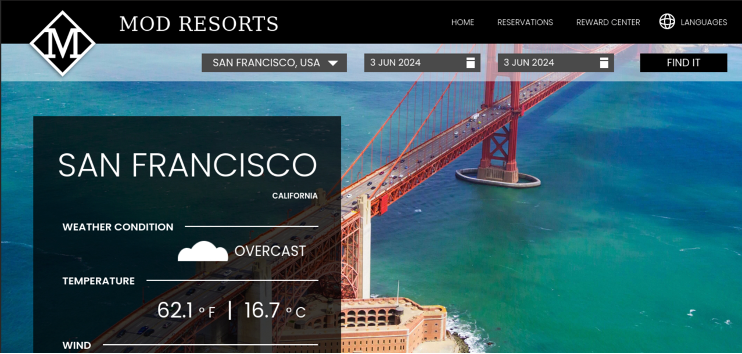 M
MOD RESORTS
HOME
RESERVATIONS
REWARD CENTER
LANGUAGES
SAN FRANCISCO, USA
3 JUN 2024
3 JUN 2024
FIND IT
SAN FRANCISCO
CALIFORNIA
WEATHER CONDITION
OVERCAST
TEMPERATURE
62.1 °F | 16.7 °C
WIND